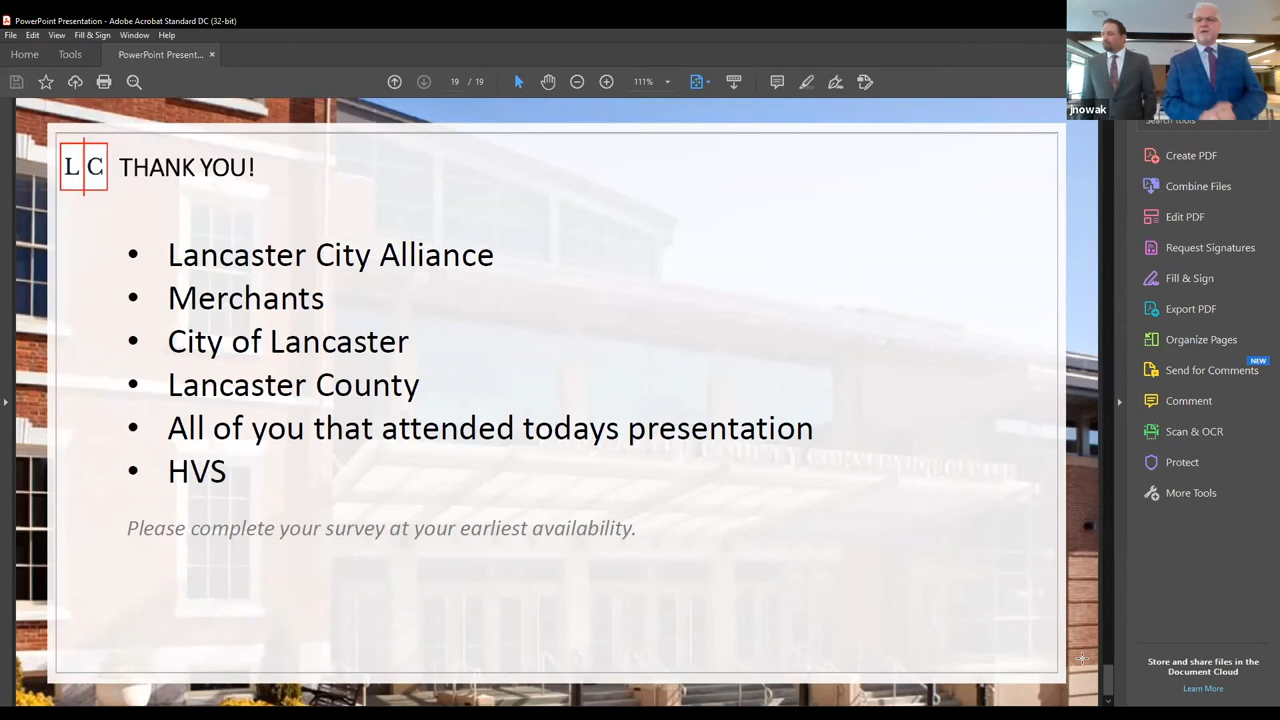 PowerPoint Presentation - Adobe Acrobat Standard DC (32-bit)
File Edit View Fill & Sign Window Help
Home Tools PowerPoint Present... ×
19 / 19 111%
jnowak
Search tools
L C THANK YOU!
• Lancaster City Alliance
• Merchants
• City of Lancaster
• Lancaster County
• All of you that attended todays presentation
• HVS
Please complete your survey at your earliest availability.
Create PDF
Combine Files
Edit PDF
Request Signatures
Fill & Sign
Export PDF
Organize Pages
NEW
Send for Comments
Comment
Scan & OCR
Protect
More Tools
Store and share files in the
Document Cloud
Learn More